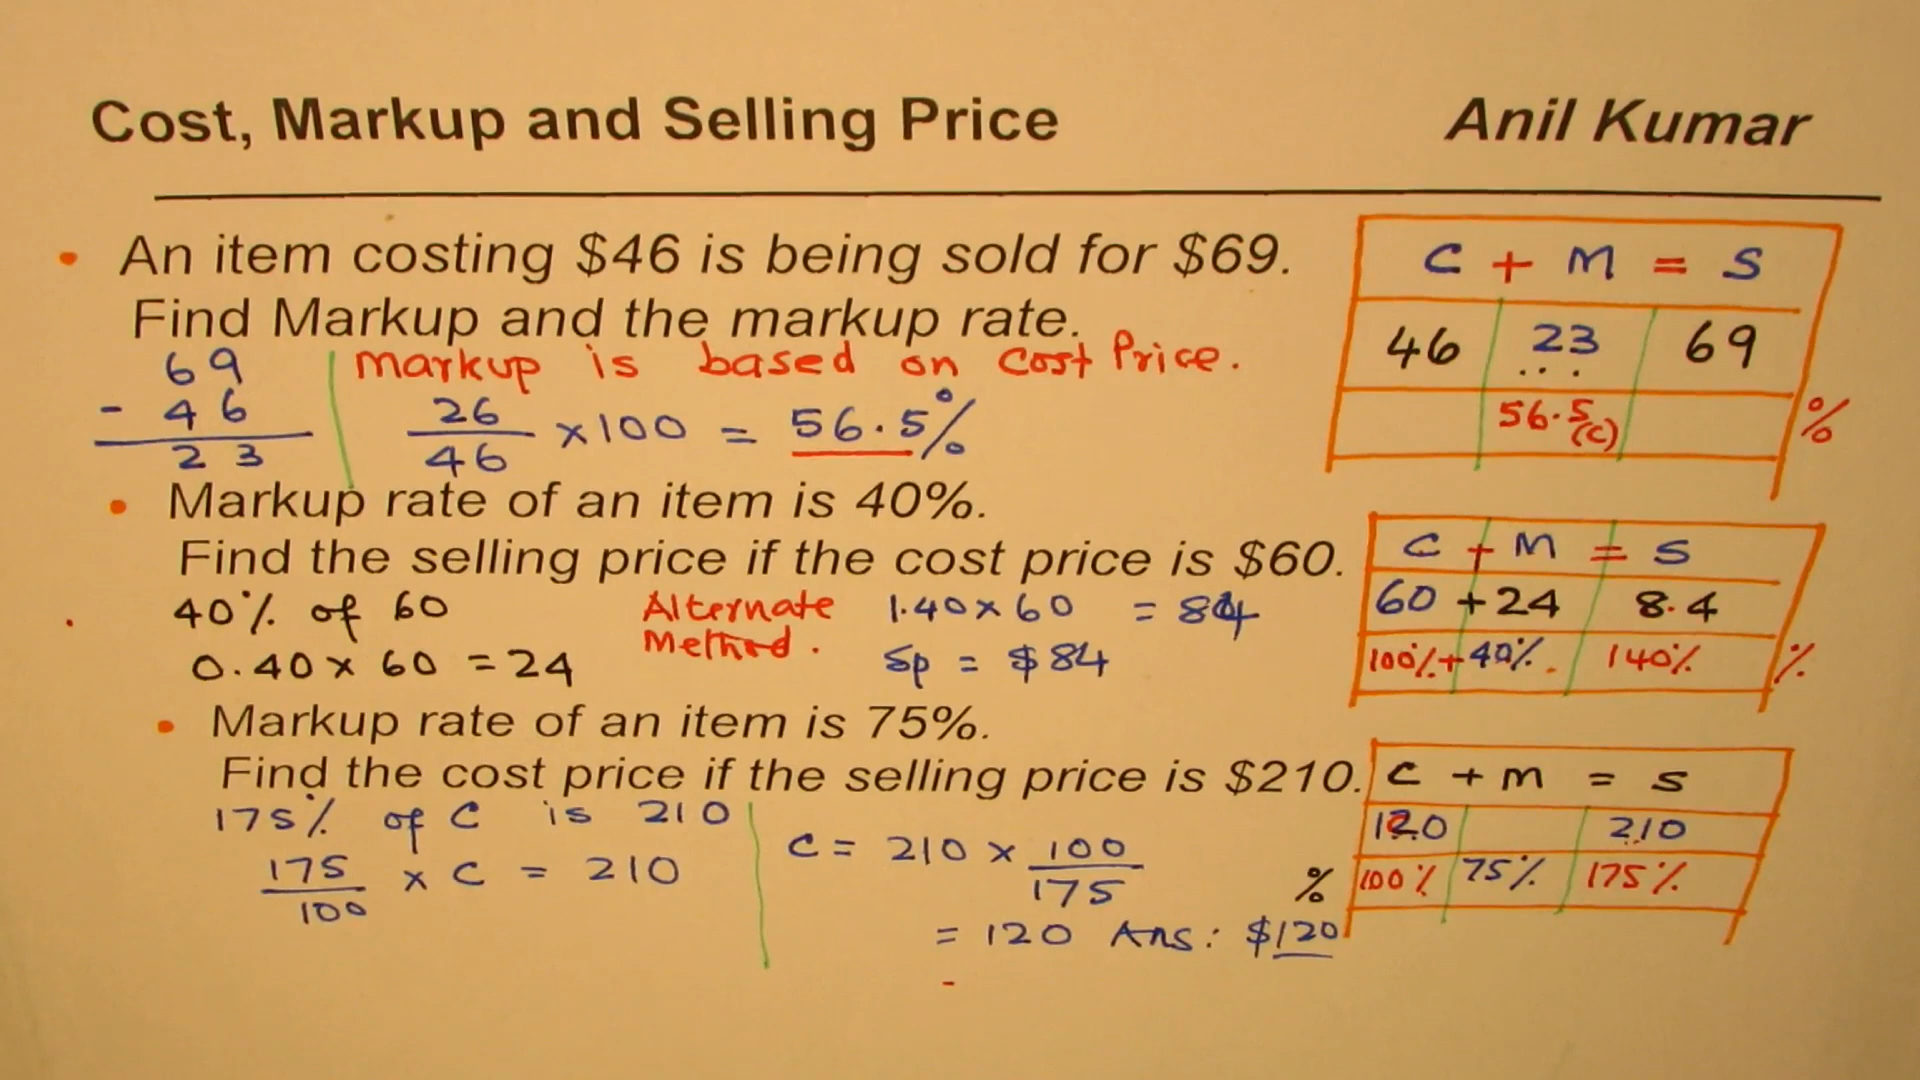 Cost, Markup and Selling Price Anil Kumar
• An item costing $46 is being sold for $69.
Find Markup and the markup rate.
69
- 46
23
Markup is based on Cost Price.
26/46 × 100 = 56.5%
C + M = S
46 23 69
56.5 (C) %
• Markup rate of an item is 40%.
Find the selling price if the cost price is $60.
40% of 60
0.40 × 60 = 24
Alternate
Method.
1.40 × 60 = 84
Sp = $84
C + M = S
60 + 24 8.4
100% + 40% 140% %
• Markup rate of an item is 75%.
Find the cost price if the selling price is $210.
175% of C is 210
175/100 × C = 210
C = 210 × 100/175
= 120 Ans: $120
C + M = S
120 210
% 100% 75% 175%